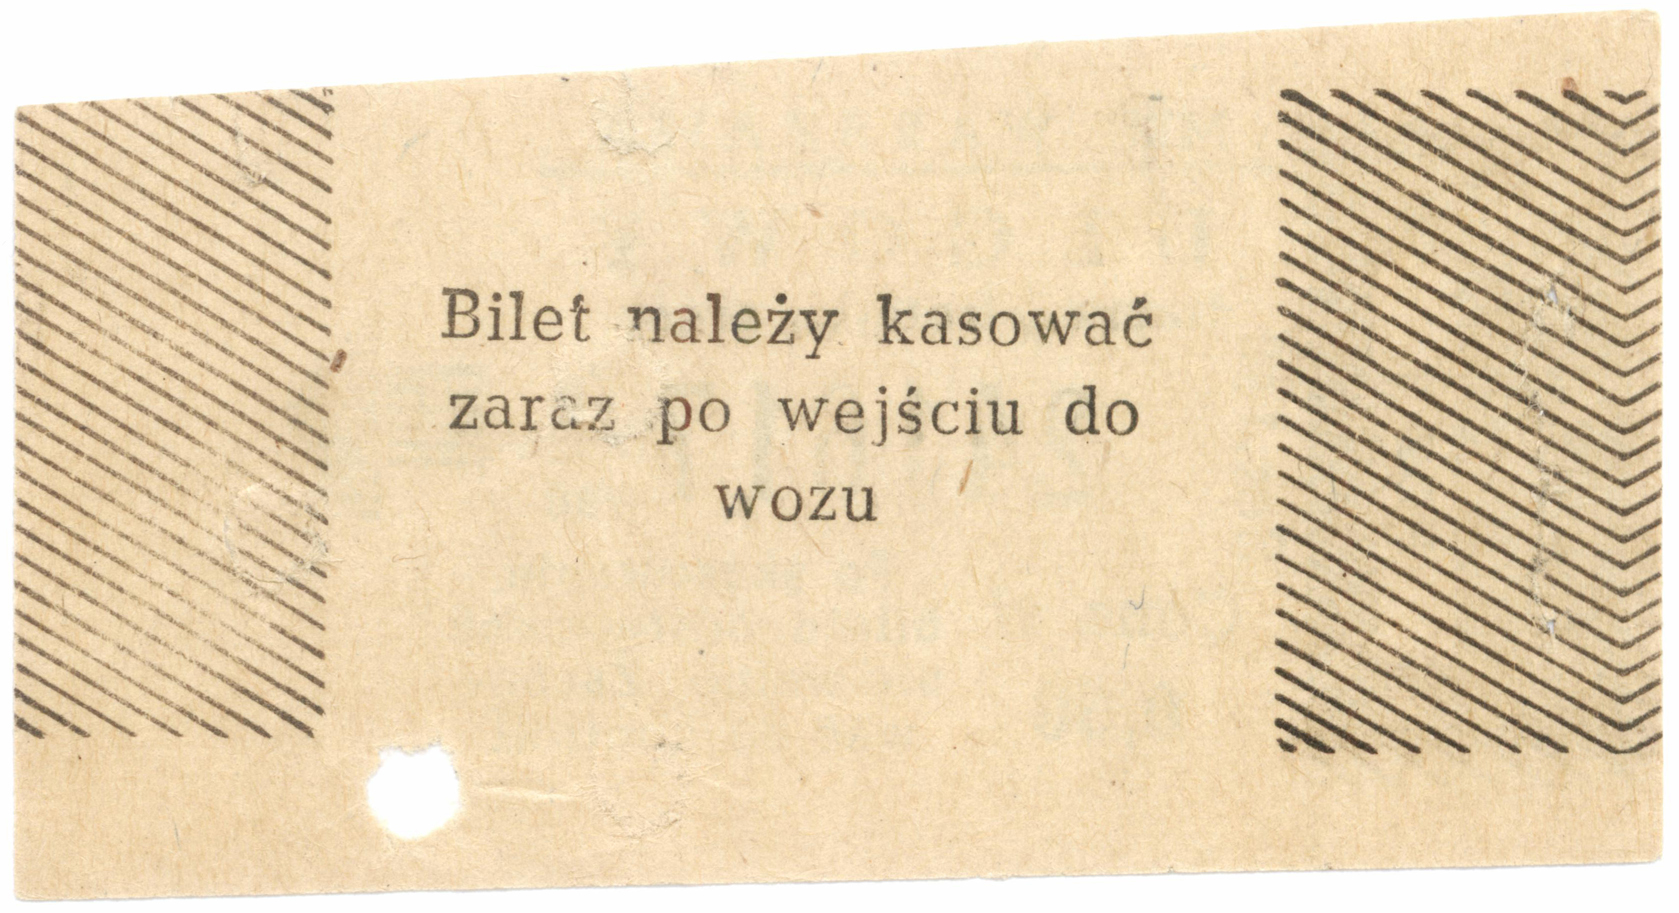 Bilet należy kasować
zaraz po wejściu do
wozu